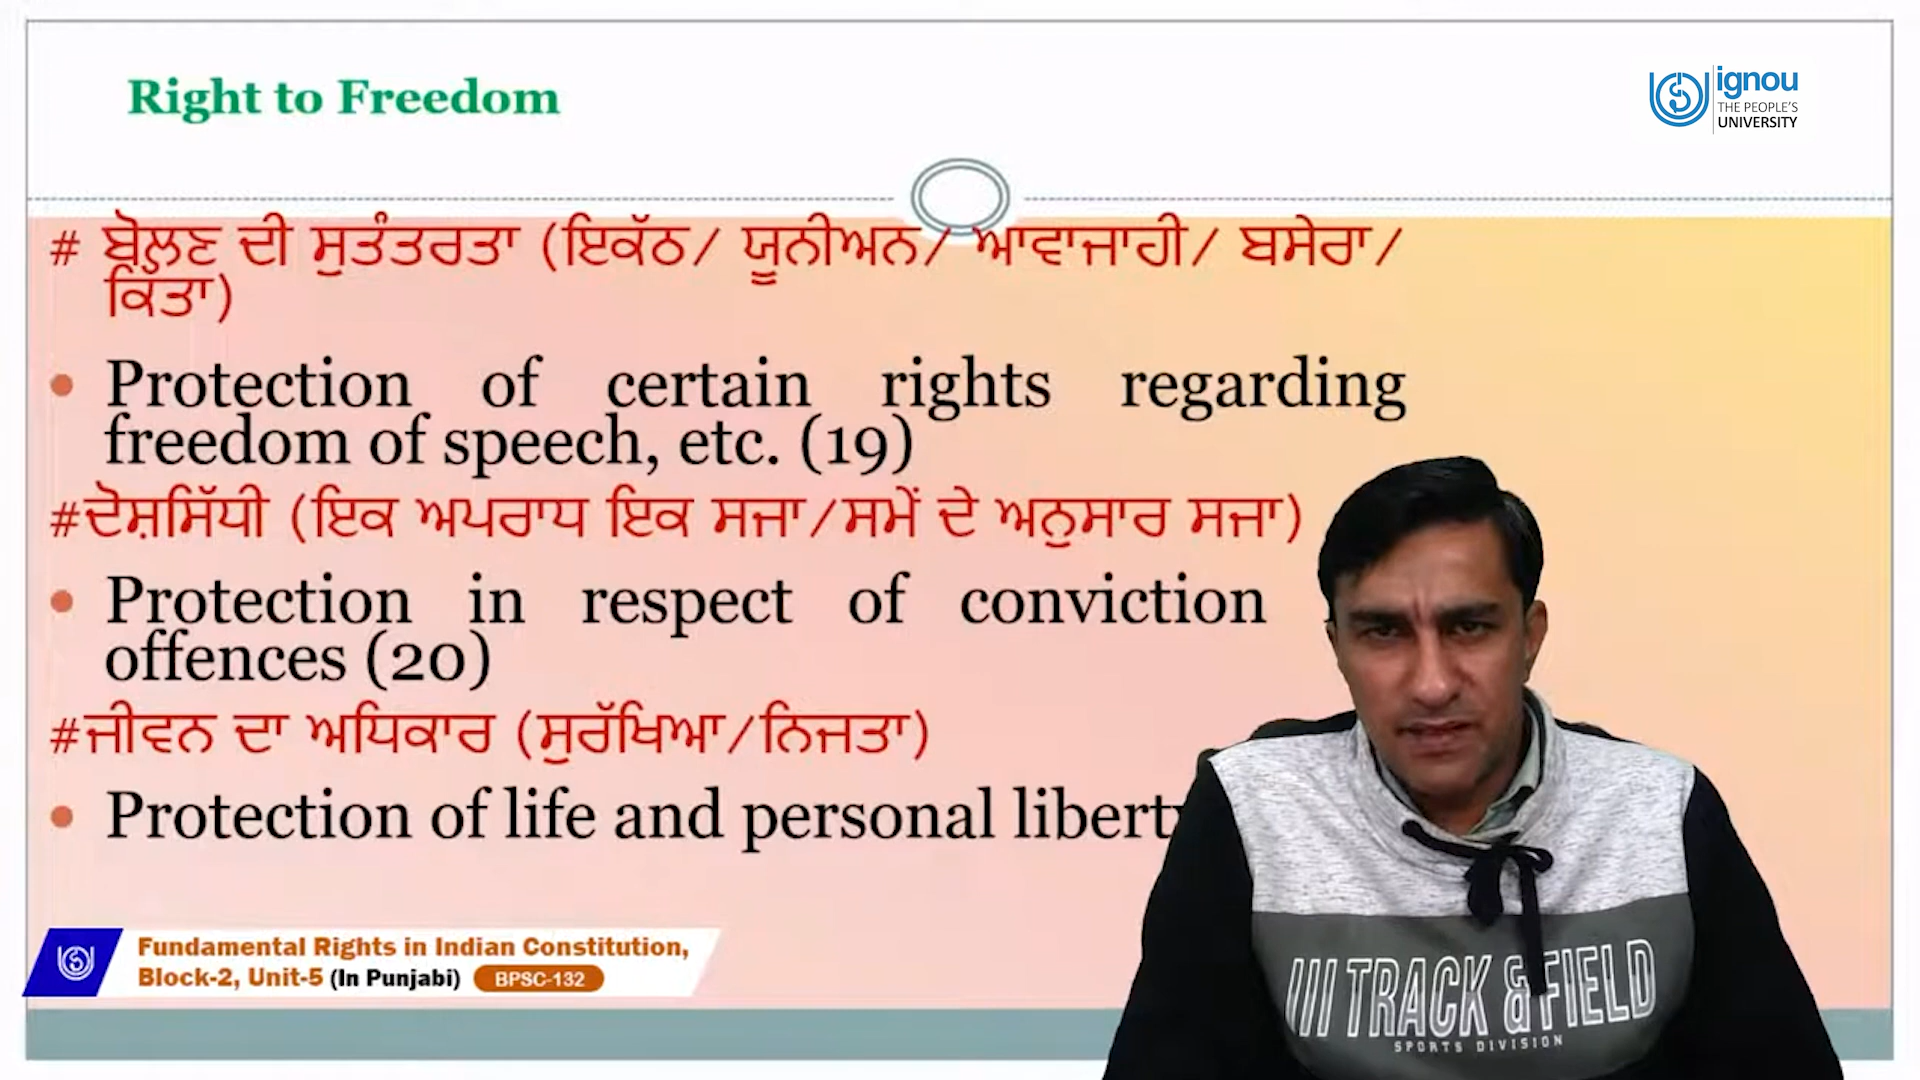 Right to Freedom
ignou
THE PEOPLE'S
UNIVERSITY
# ਬੋਲਣ ਦੀ ਸੁਤੰਤਰਤਾ (ਇਕੱਠ/ ਯੂਨੀਅਨ/ ਆਵਾਜਾਹੀ/ ਬਸੇਰਾ/
ਕਿੱਤਾ)
• Protection of certain rights regarding
freedom of speech, etc. (19)
#ਦੋਸ਼ਸਿੱਧੀ (ਇਕ ਅਪਰਾਧ ਇਕ ਸਜਾ/ਸਮੇਂ ਦੇ ਅਨੁਸਾਰ ਸਜਾ)
• Protection in respect of conviction
offences (20)
#ਜੀਵਨ ਦਾ ਅਧਿਕਾਰ (ਸੁਰੱਖਿਆ/ਨਿਜਤਾ)
• Protection of life and personal liberty
Fundamental Rights in Indian Constitution,
Block-2, Unit-5 (In Punjabi) BPSC-132
/// TRACK & FIELD
SPORTS DIVISION